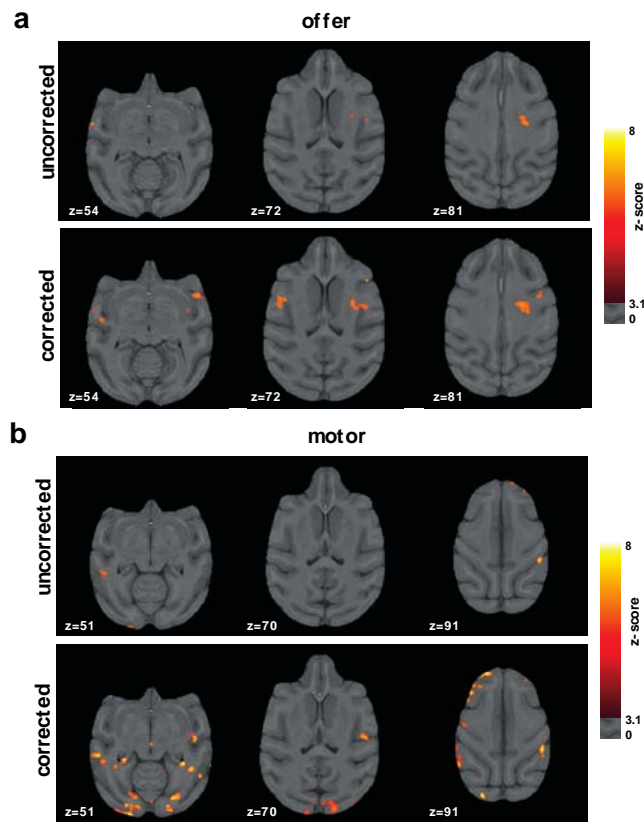 a
offer
uncorrected
z=54
z=72
z=81
corrected
z=54
z=72
z=81
8
z- score
3.1
0
b
motor
uncorrected
z=51
z=70
z=91
corrected
z=51
z=70
z=91
8
z- score
3.1
0